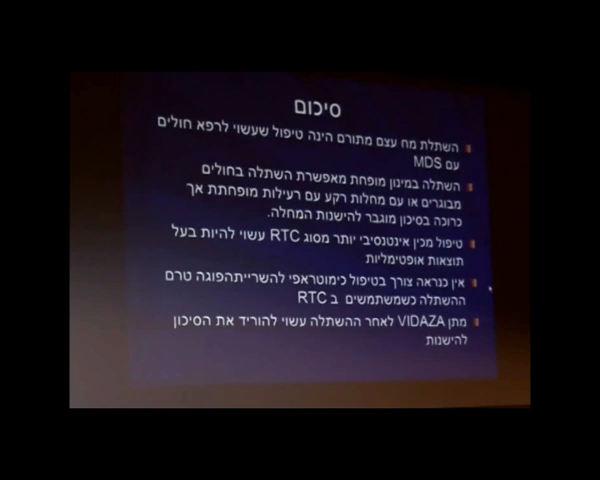 סיכום
השתלת מח עצם מתורם הינה טיפול שעשוי לרפא חולים
עם MDS
השתלה במינון מופחת מאפשרת השתלה בחולים
מבוגרים או עם מחלות רקע עם רעילות מופחתת אך
כרוכה בסיכון מוגבר להישנות המחלה.
טיפול מכין אינטנסיבי יותר מסוג RTC עשוי להיות בעל
תוצאות אופטימליות
אין כנראה צורך בטיפול כימוטראפי להשרייתהפוגה טרם
ההשתלה כשמשתמשים ב RTC
מתן VIDAZA לאחר ההשתלה עשוי להוריד את הסיכון
להישנות